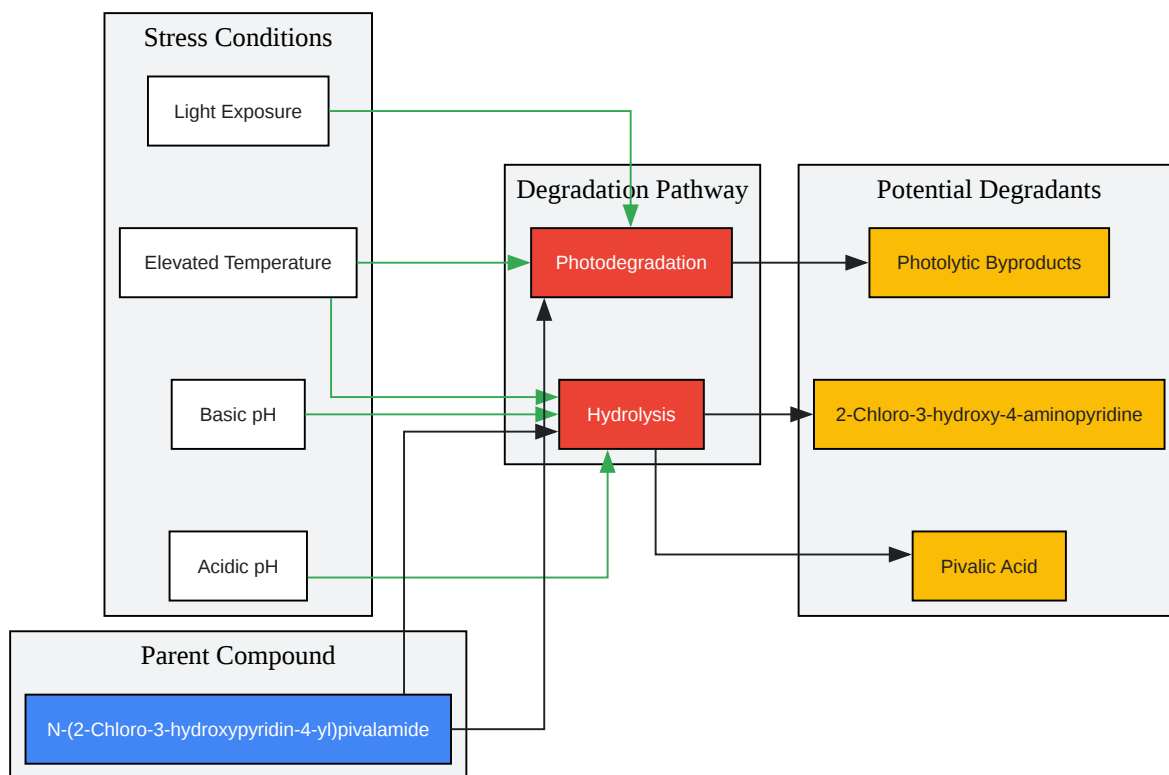 Stress Conditions
Light Exposure
Elevated Temperature
Basic pH
Acidic pH
Degradation Pathway
Photodegradation
Hydrolysis
Potential Degradants
Photolytic Byproducts
2-Chloro-3-hydroxy-4-aminopyridine
Pivalic Acid
Parent Compound
N-(2-Chloro-3-hydroxypyridin-4-yl)pivalamide